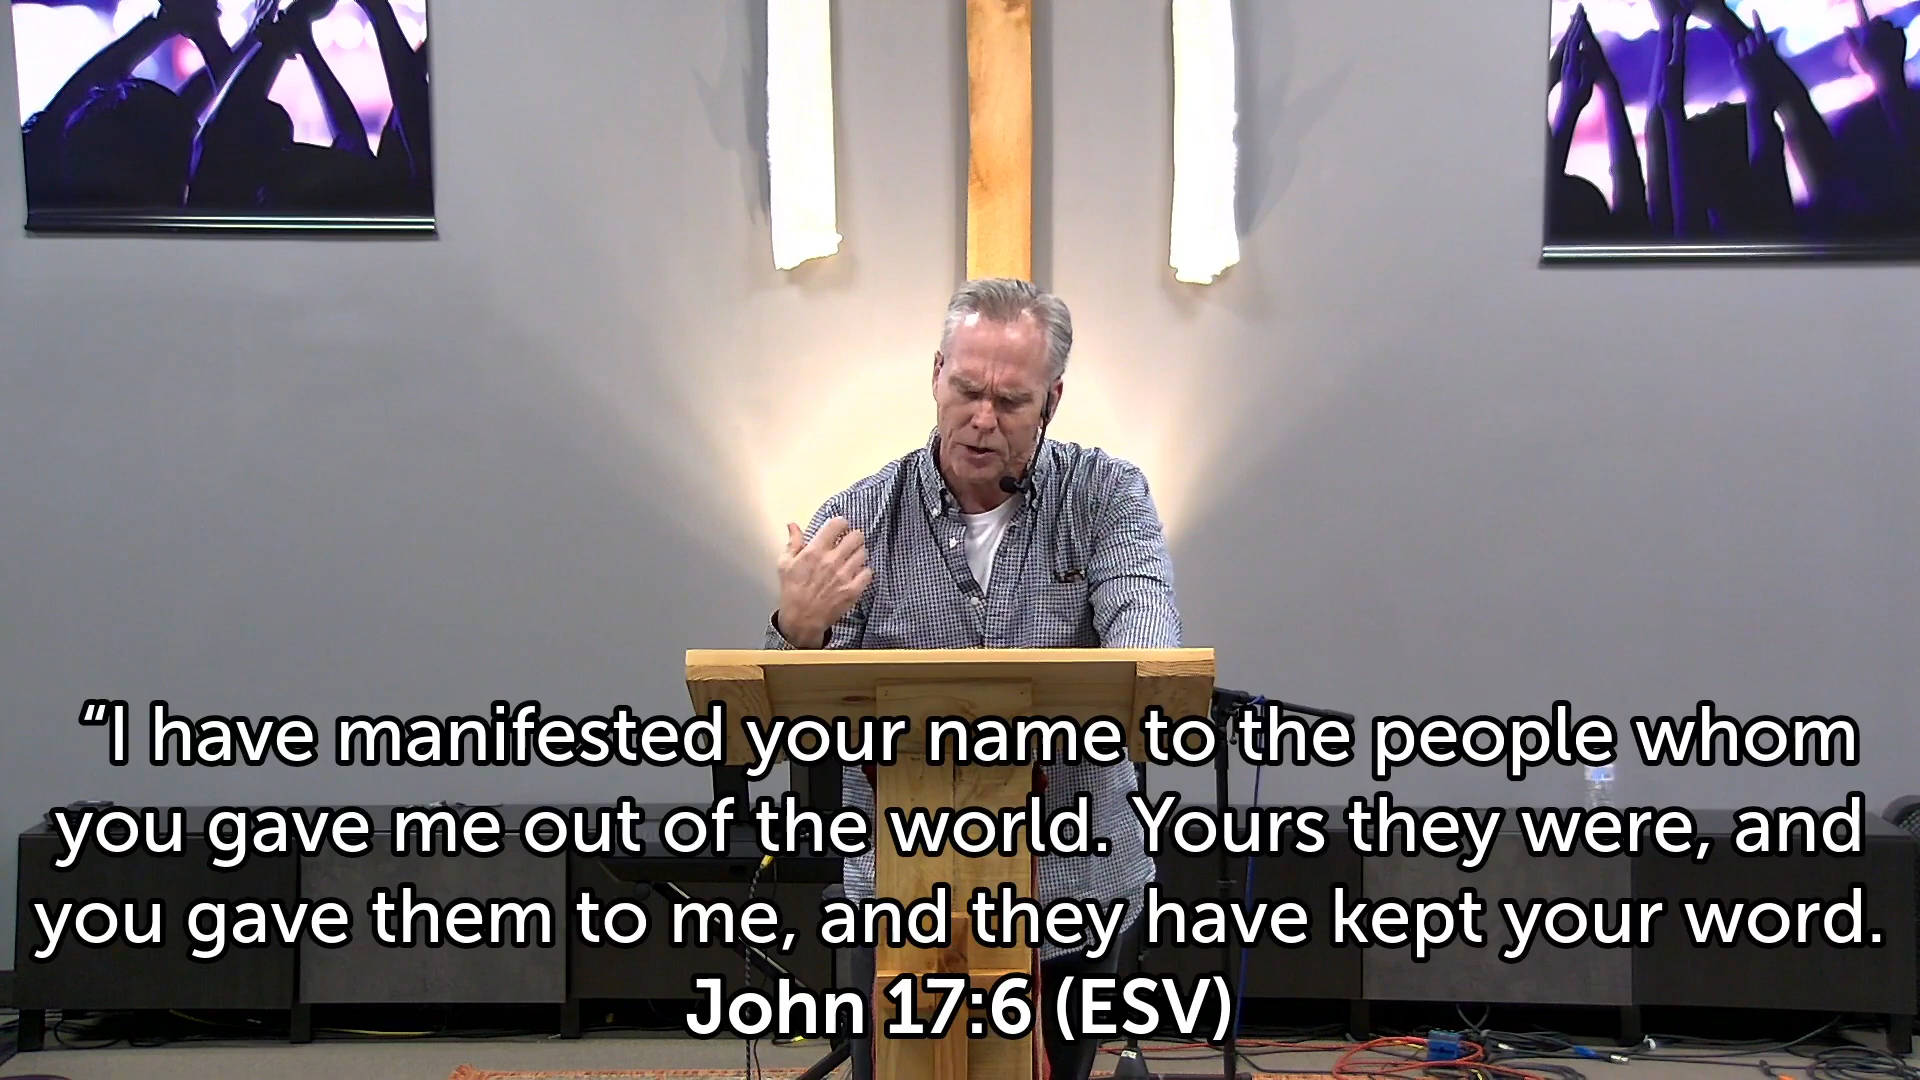 “I have manifested your name to the people whom
you gave me out of the world. Yours they were, and
you gave them to me, and they have kept your word.
John 17:6 (ESV)